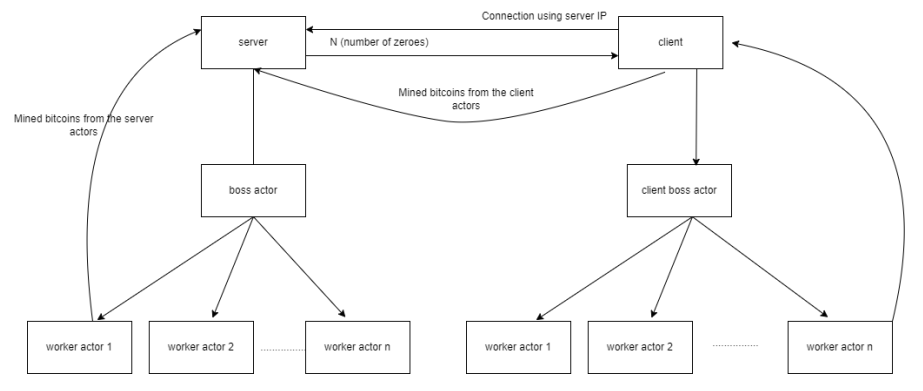 Connection using server IP
server
N (number of zeroes)
client
Mined bitcoins from the client
actors
Mined bitcoins from the server
actors
boss actor
client boss actor
worker actor 1
worker actor 2
worker actor n
worker actor 1
worker actor 2
worker actor n